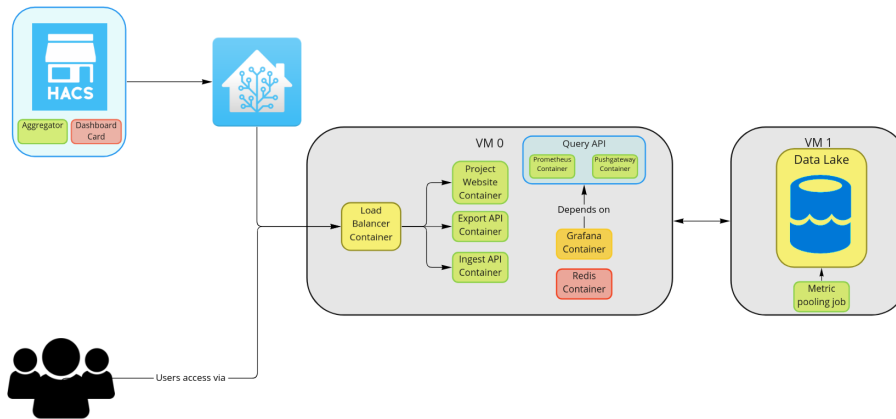 HACS
Aggregator
Dashboard
Card
VM 0
Query API
Prometheus
Container
Pushgateway
Container
Project
Website
Container
Load
Balancer
Container
Export API
Container
Ingest API
Container
Depends on
Grafana
Container
Redis
Container
VM 1
Data Lake
Metric
pooling job
Users access via